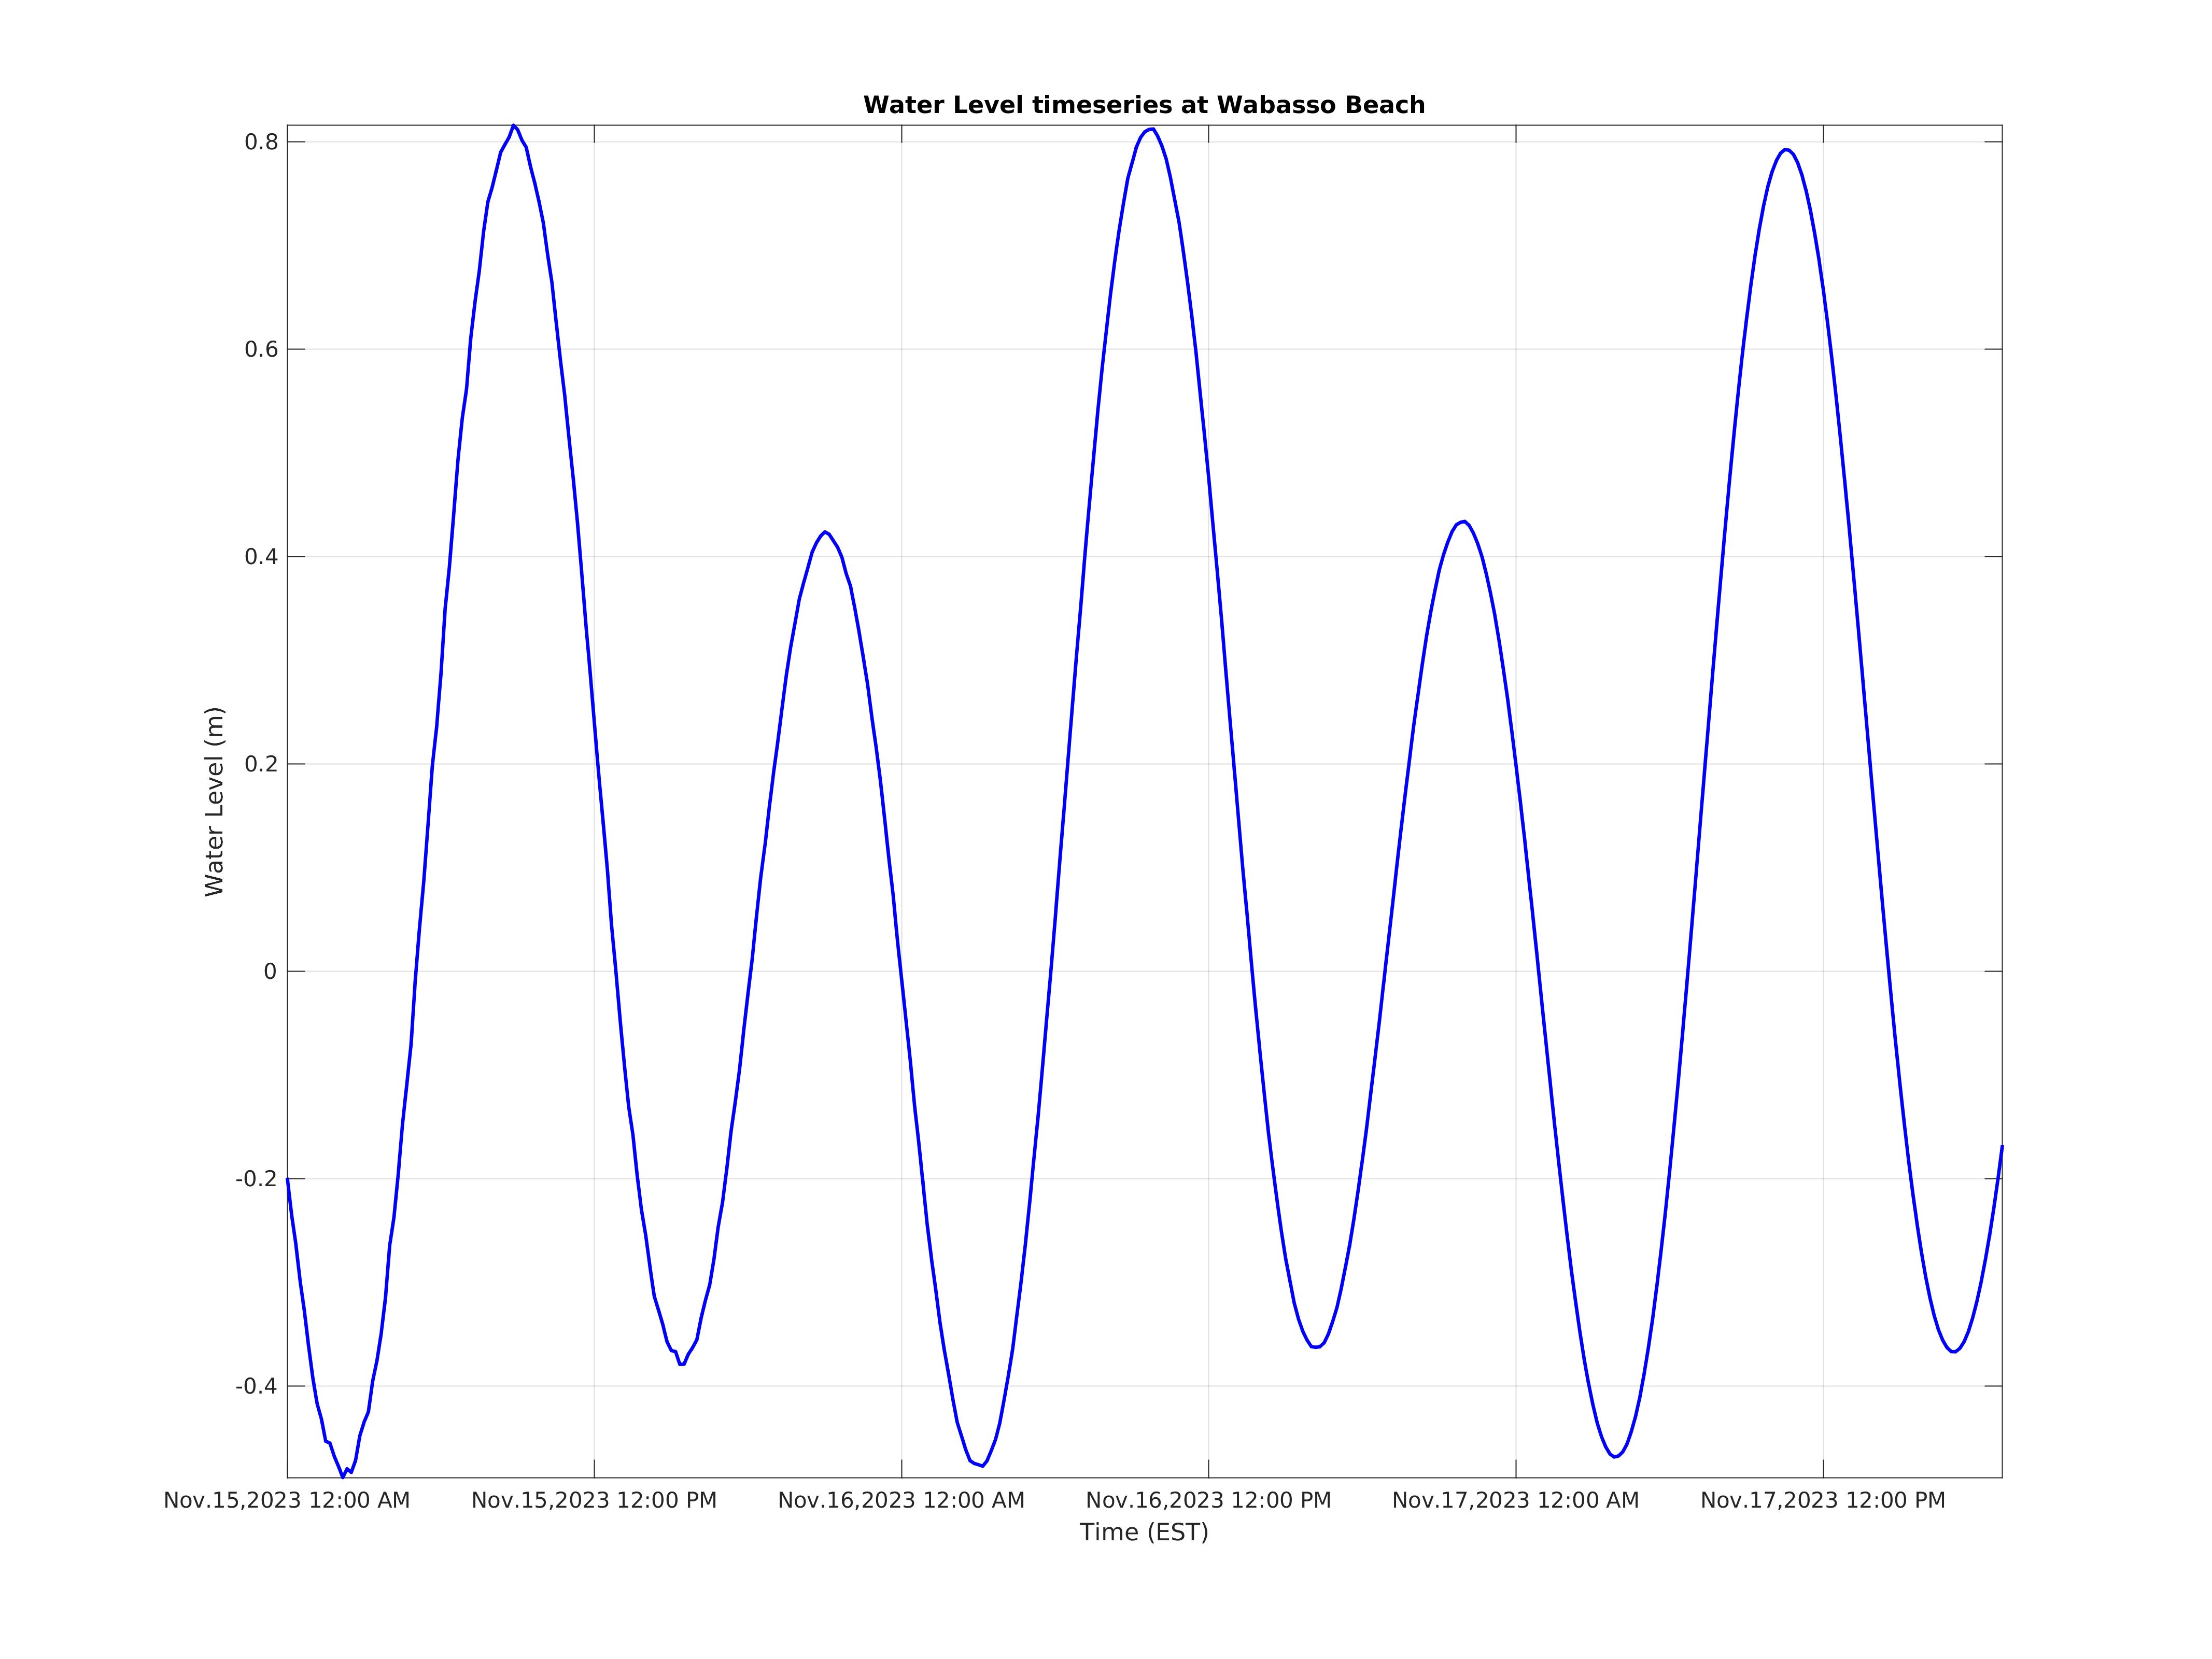 Water Level timeseries at Wabasso Beach
0.8
0.6
0.4
0.2
0
-0.2
-0.4
Water Level (m)
Nov.15,2023 12:00 AM
Nov.15,2023 12:00 PM
Nov.16,2023 12:00 AM
Nov.16,2023 12:00 PM
Nov.17,2023 12:00 AM
Nov.17,2023 12:00 PM
Time (EST)